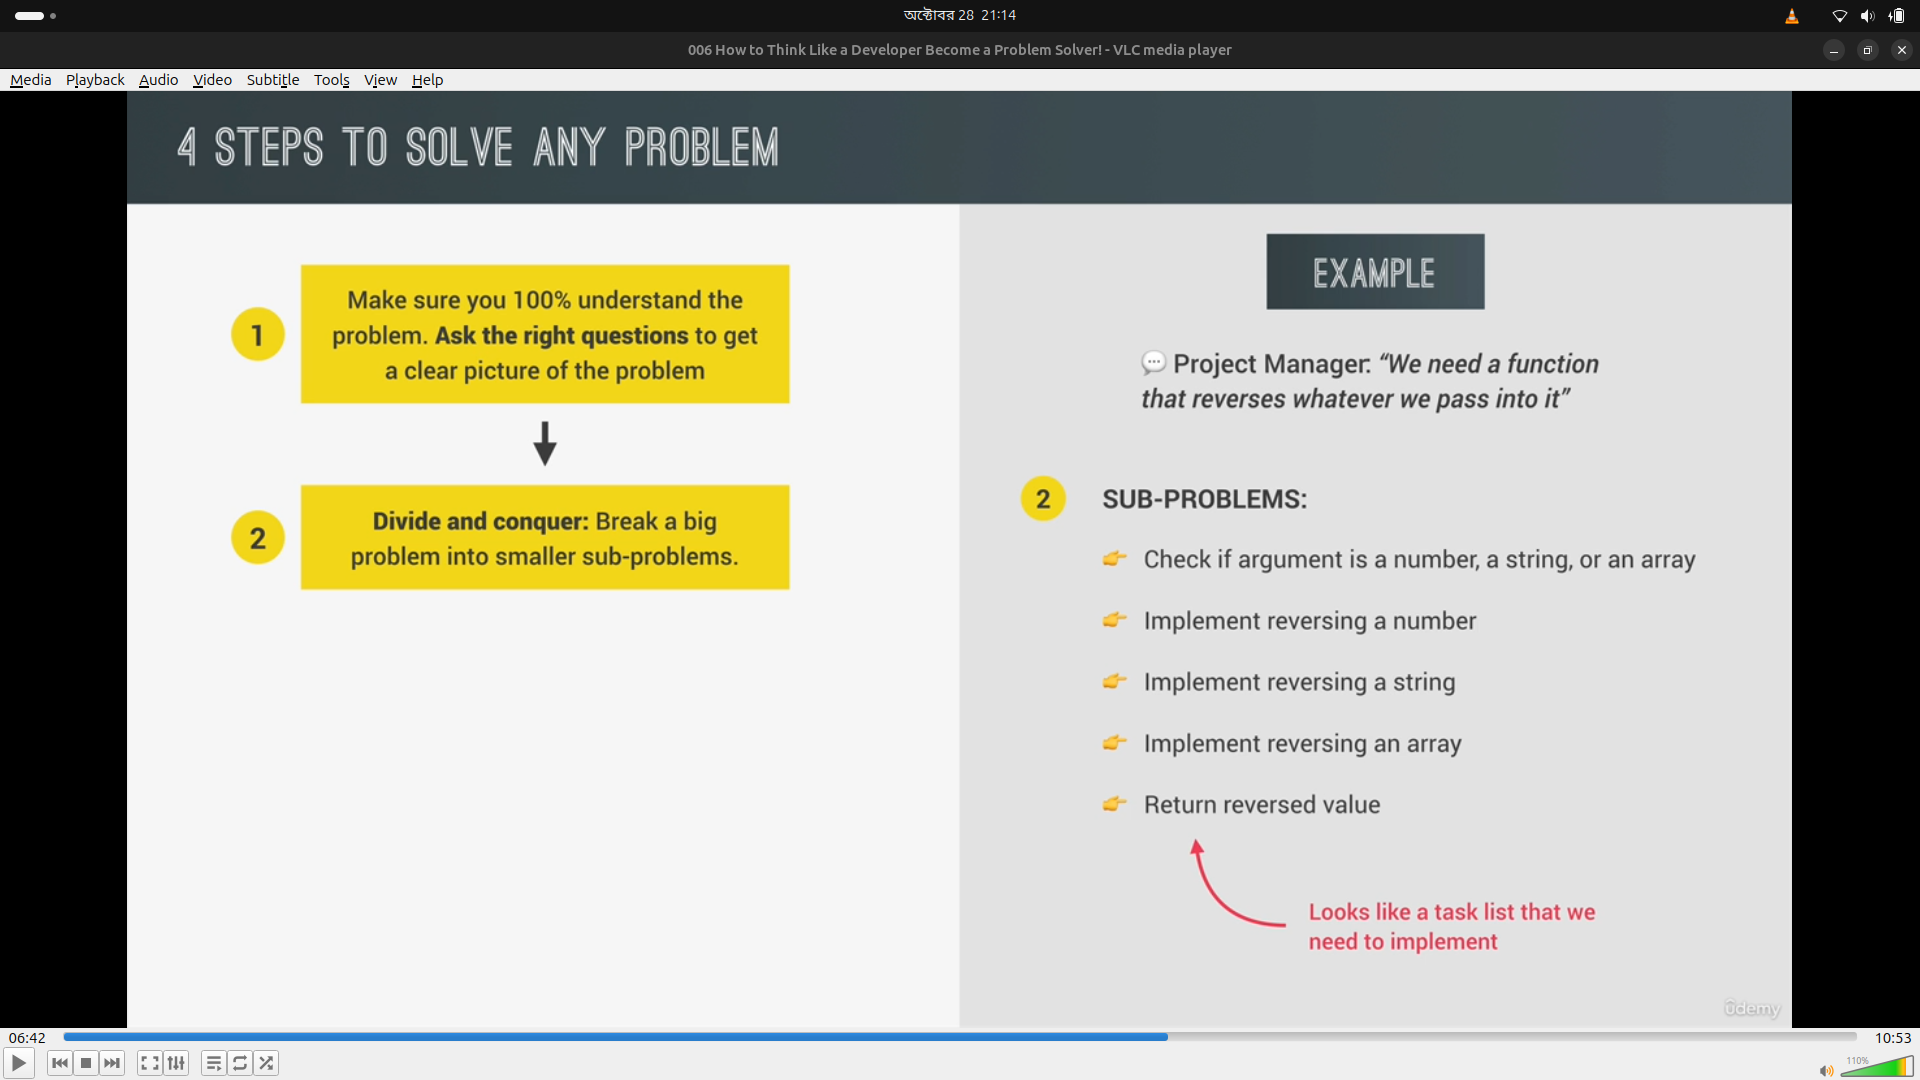 অক্টোবর 28 21:14
006 How to Think Like a Developer Become a Problem Solver! - VLC media player
Media Playback Audio Video Subtitle Tools View Help
4 STEPS TO SOLVE ANY PROBLEM
1
Make sure you 100% understand the
problem. Ask the right questions to get
a clear picture of the problem
2
Divide and conquer: Break a big
problem into smaller sub-problems.
EXAMPLE
Project Manager: “We need a function
that reverses whatever we pass into it”
2 SUB-PROBLEMS:
Check if argument is a number, a string, or an array
Implement reversing a number
Implement reversing a string
Implement reversing an array
Return reversed value
Looks like a task list that we
need to implement
ûdemy
06:42 10:53
110%